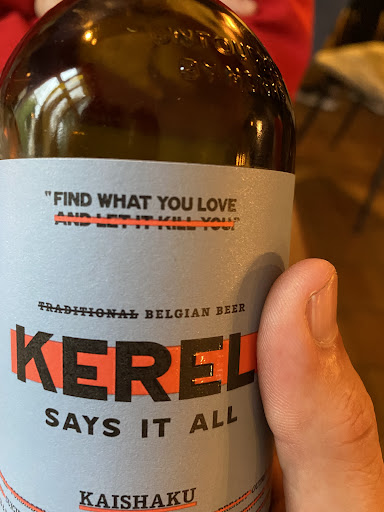 "FIND WHAT YOU LOVE
AND LET IT KILL YOU."
TRADITIONAL BELGIAN BEER
KEREL
SAYS IT ALL
KAISHAKU